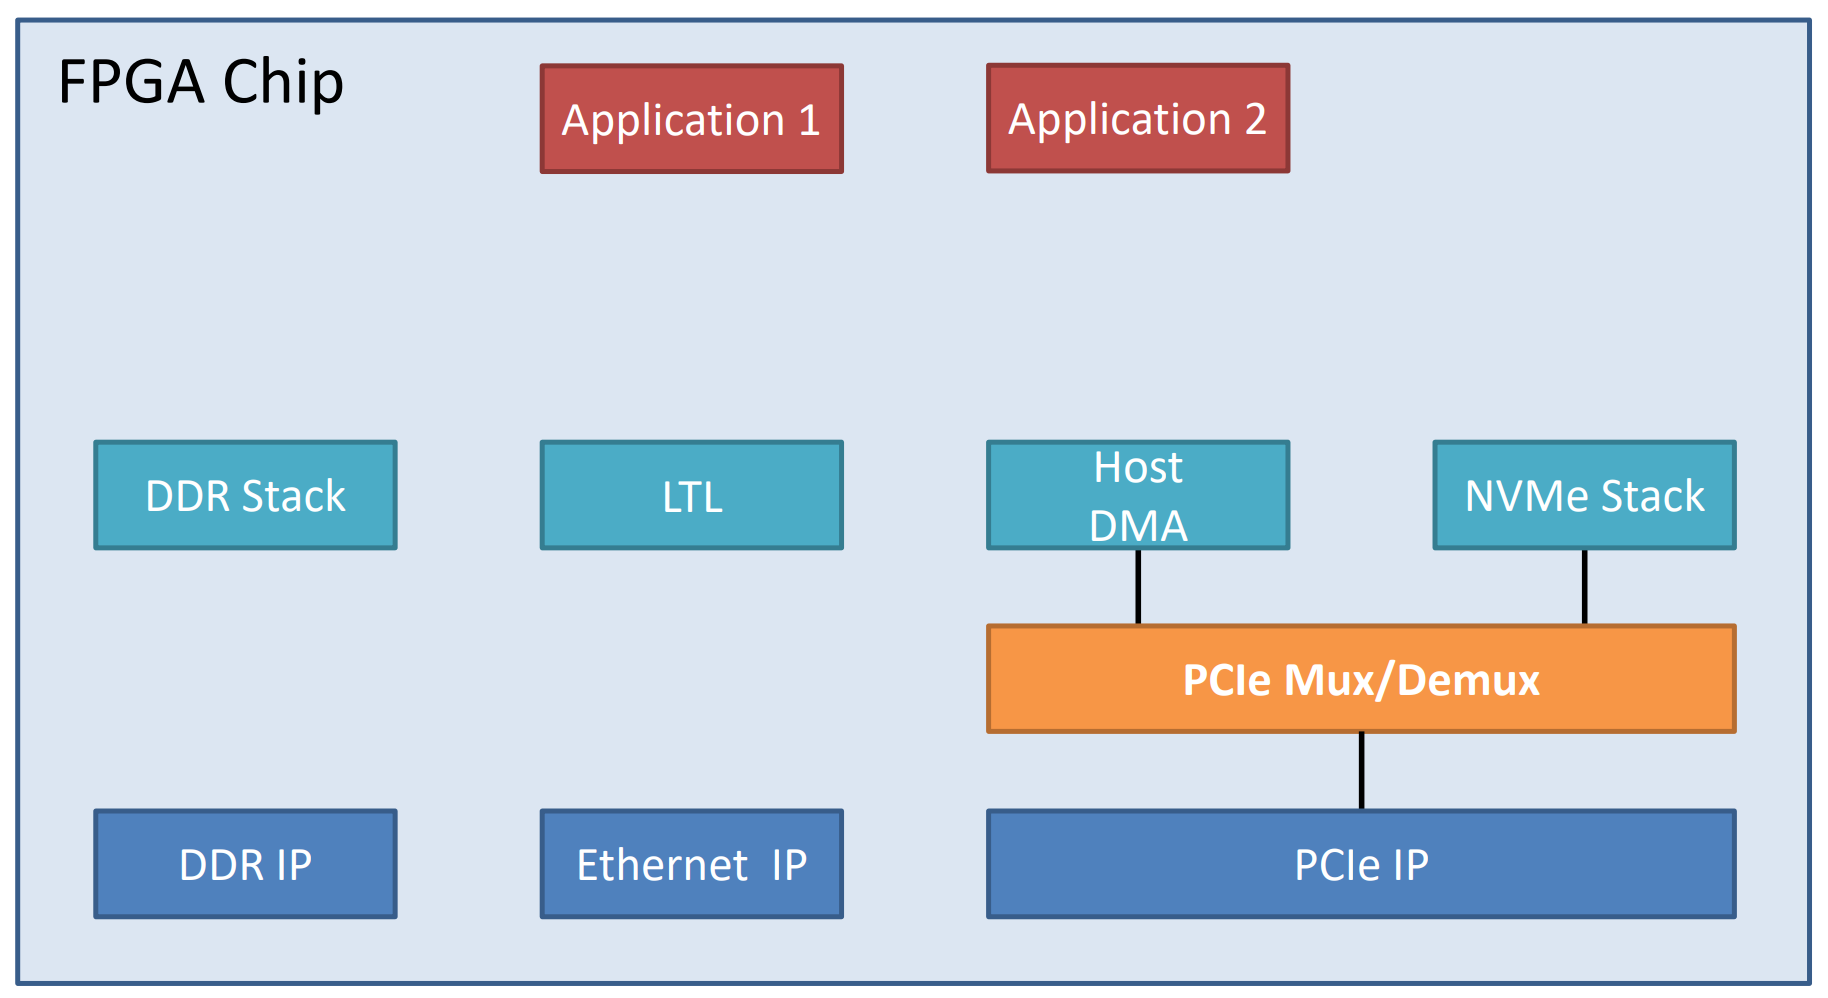 FPGA Chip
Application 1
Application 2
DDR Stack
LTL
Host
DMA
NVMe Stack
PCIe Mux/Demux
DDR IP
Ethernet  IP
PCIe IP